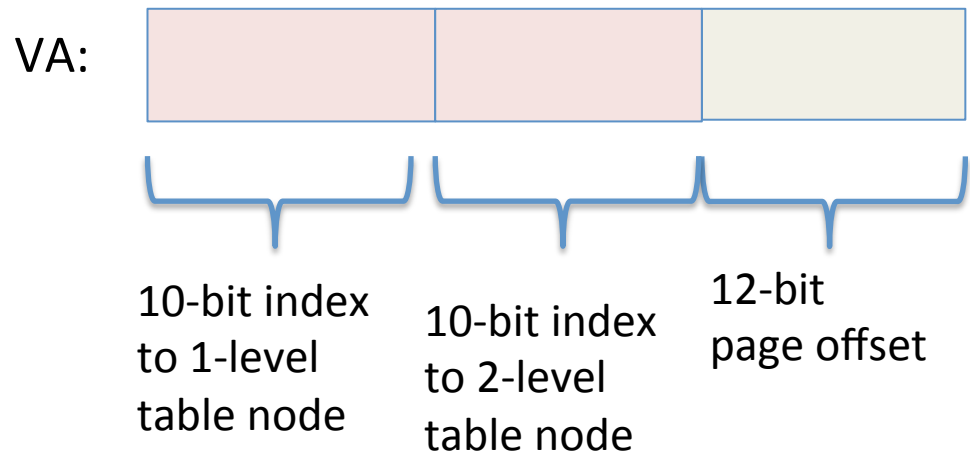 VA:
10-bit index
to 1-level
table node
10-bit index
to 2-level
table node
12-bit
page offset